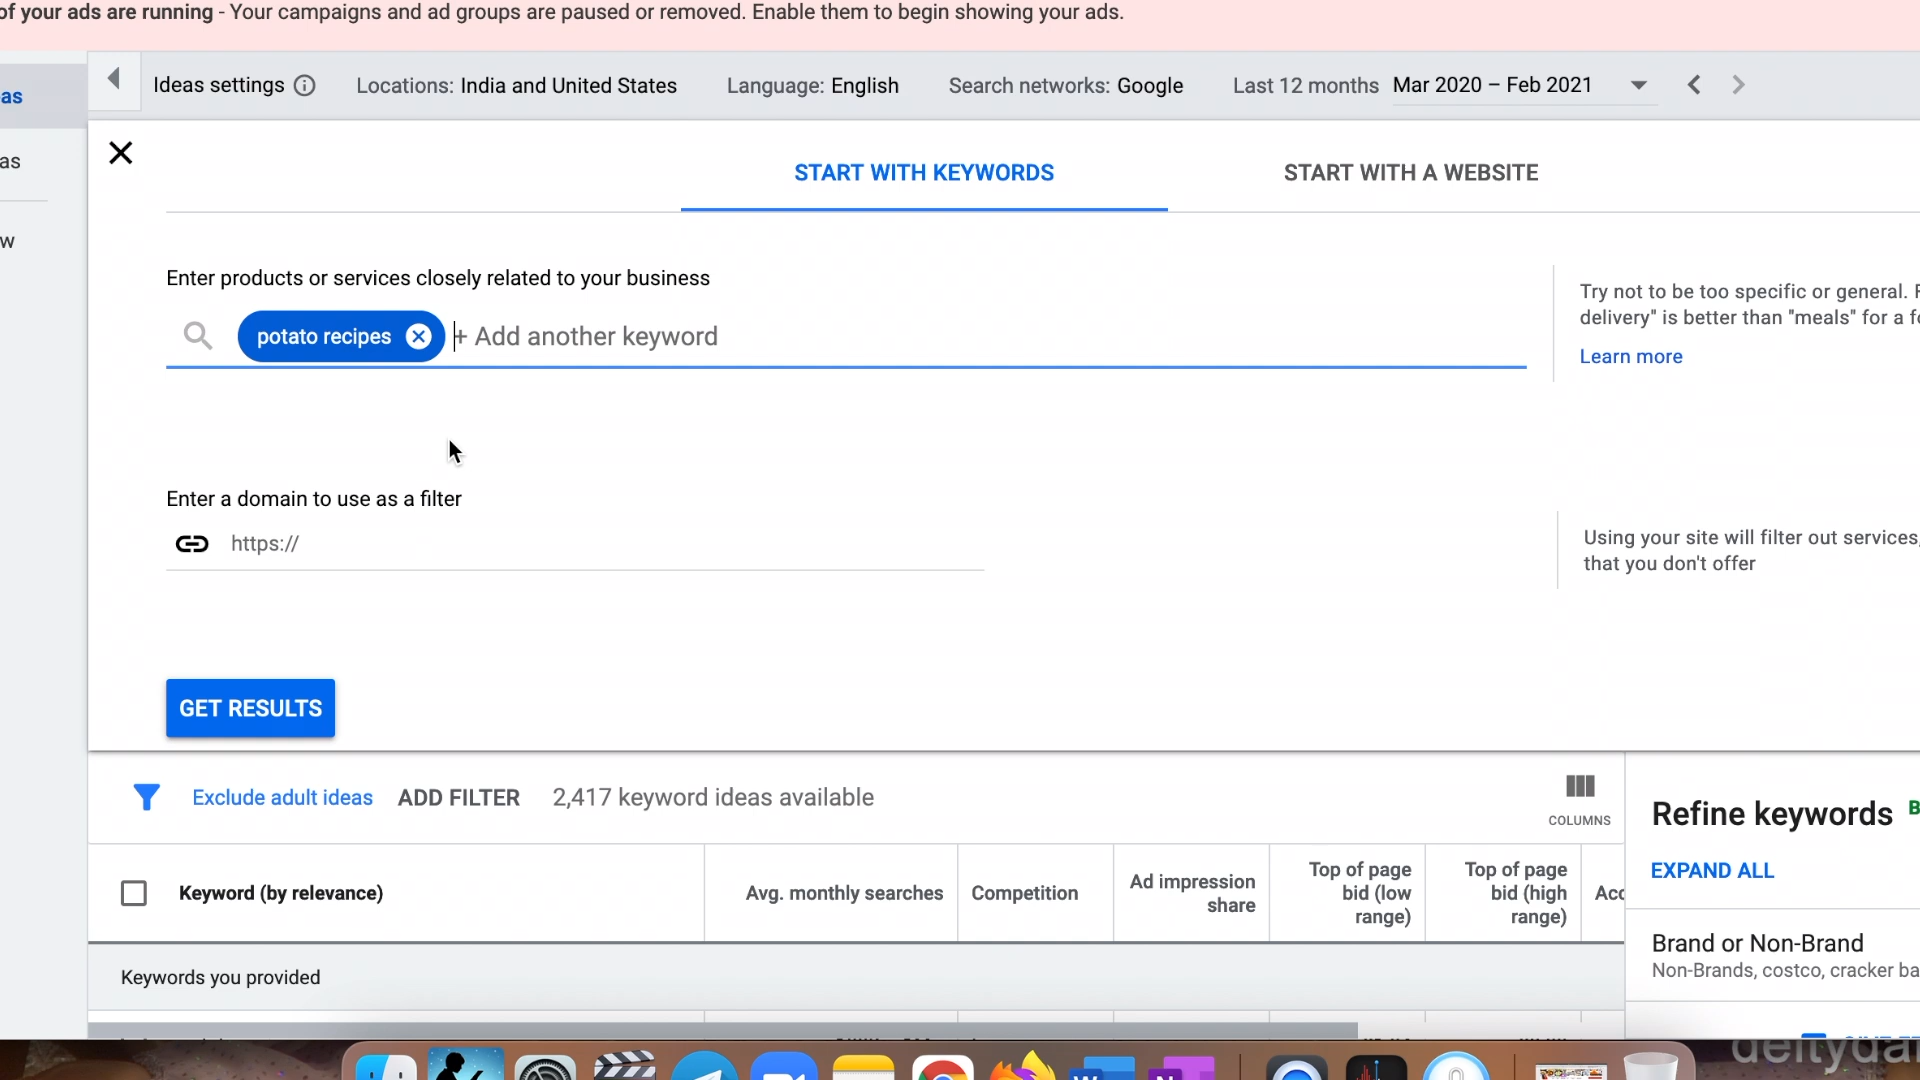 of your ads are running - Your campaigns and ad groups are paused or removed. Enable them to begin showing your ads.
Ideas settings Locations: India and United States Language: English Search networks: Google Last 12 months Mar 2020 – Feb 2021
START WITH KEYWORDS START WITH A WEBSITE
Enter products or services closely related to your business
Try not to be too specific or general. F
potato recipes + Add another keyword
delivery" is better than "meals" for a fo
Learn more
Enter a domain to use as a filter
https://
Using your site will filter out services,
that you don't offer
GET RESULTS
Exclude adult ideas ADD FILTER 2,417 keyword ideas available
COLUMNS
Refine keywords B
EXPAND ALL
Keyword (by relevance) Avg. monthly searches Competition
Ad impression
share
Top of page
bid (low
range)
Top of page
bid (high
range)
Acc
Brand or Non-Brand
Non-Brands, costco, cracker ba
Keywords you provided
as
as
w